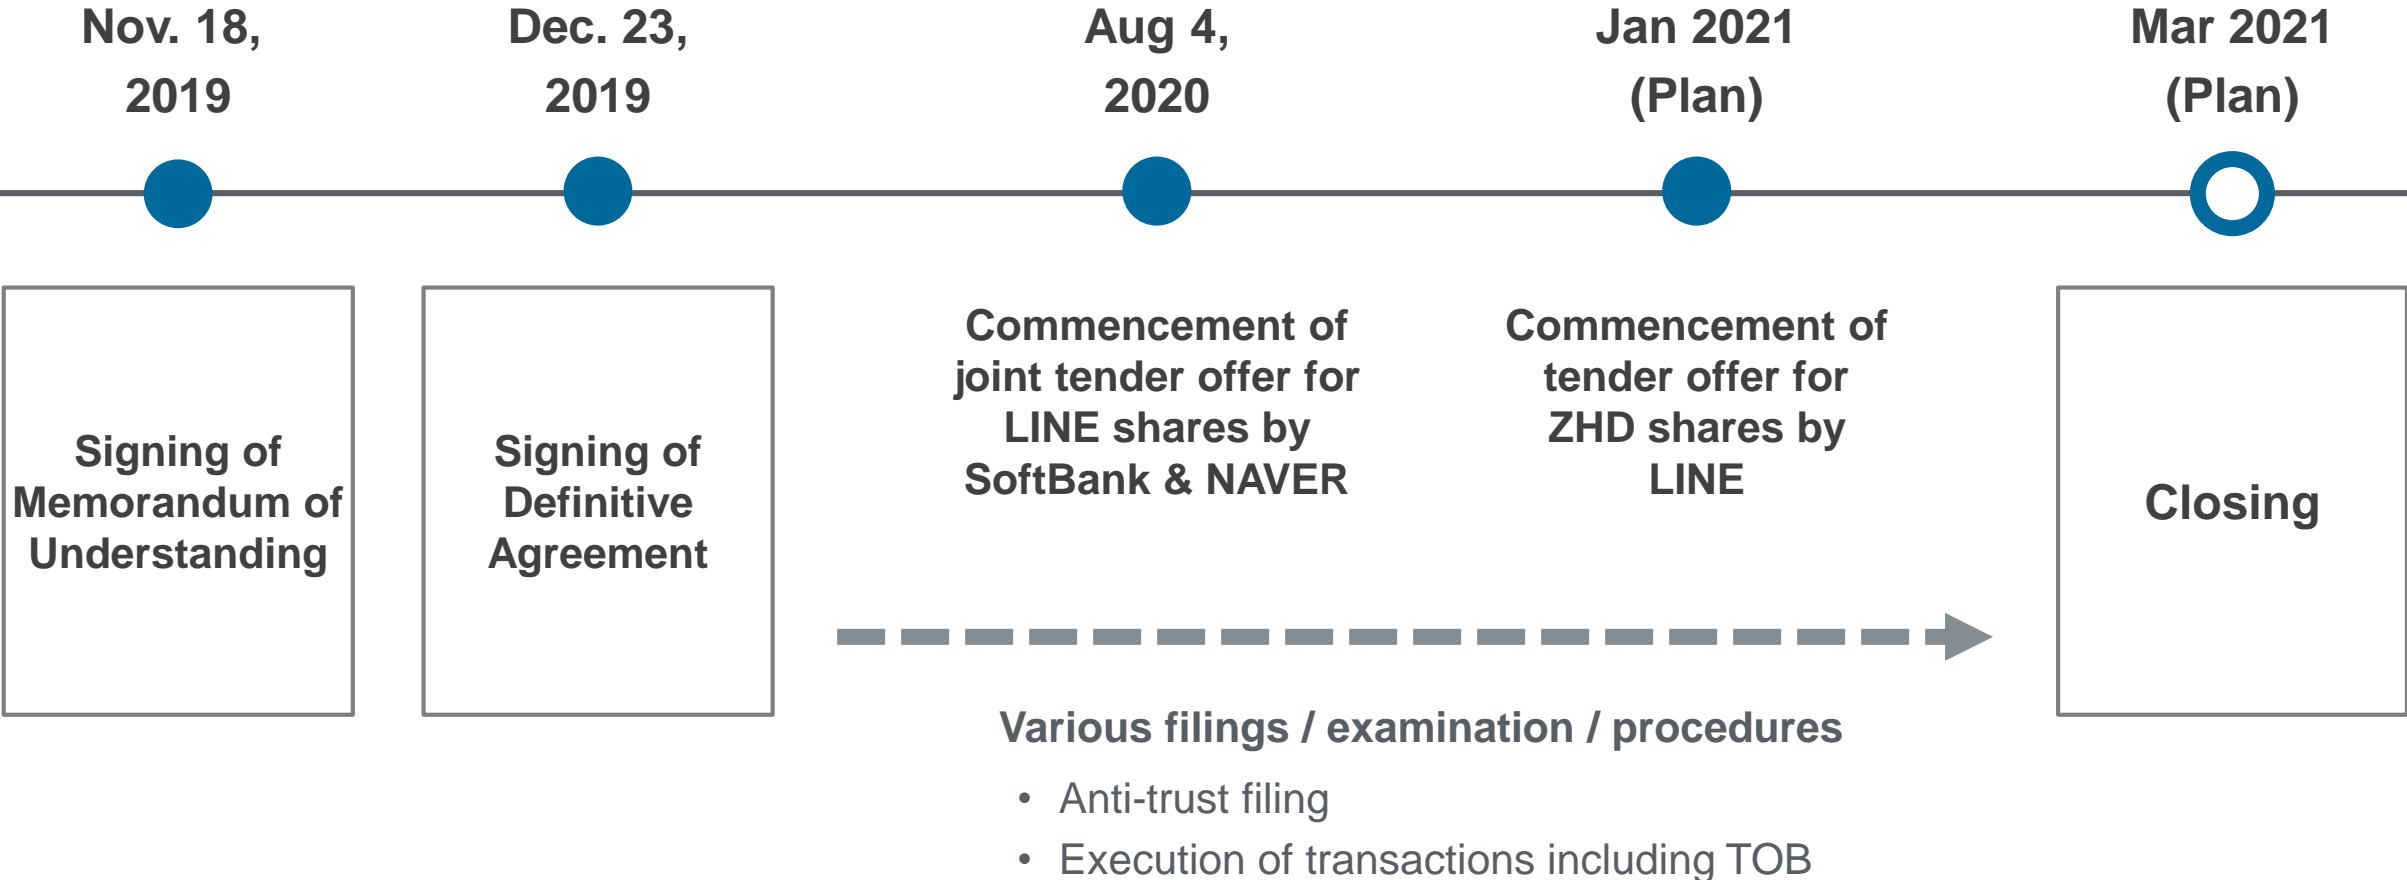 Nov. 18,
2019
Dec. 23,
2019
Aug 4,
2020
Jan 2021
(Plan)
Mar 2021
(Plan)
Signing of
Memorandum of
Understanding
Signing of
Definitive
Agreement
Commencement of
joint tender offer for
LINE shares by
SoftBank & NAVER
Commencement of
tender offer for
ZHD shares by
LINE
Closing
Various filings / examination / procedures
• Anti-trust filing
• Execution of transactions including TOB